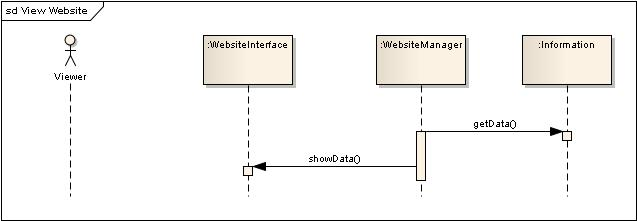 sd View Website
:WebsiteInterface
:WebsiteManager
:Information
Viewer
getData()
showData()